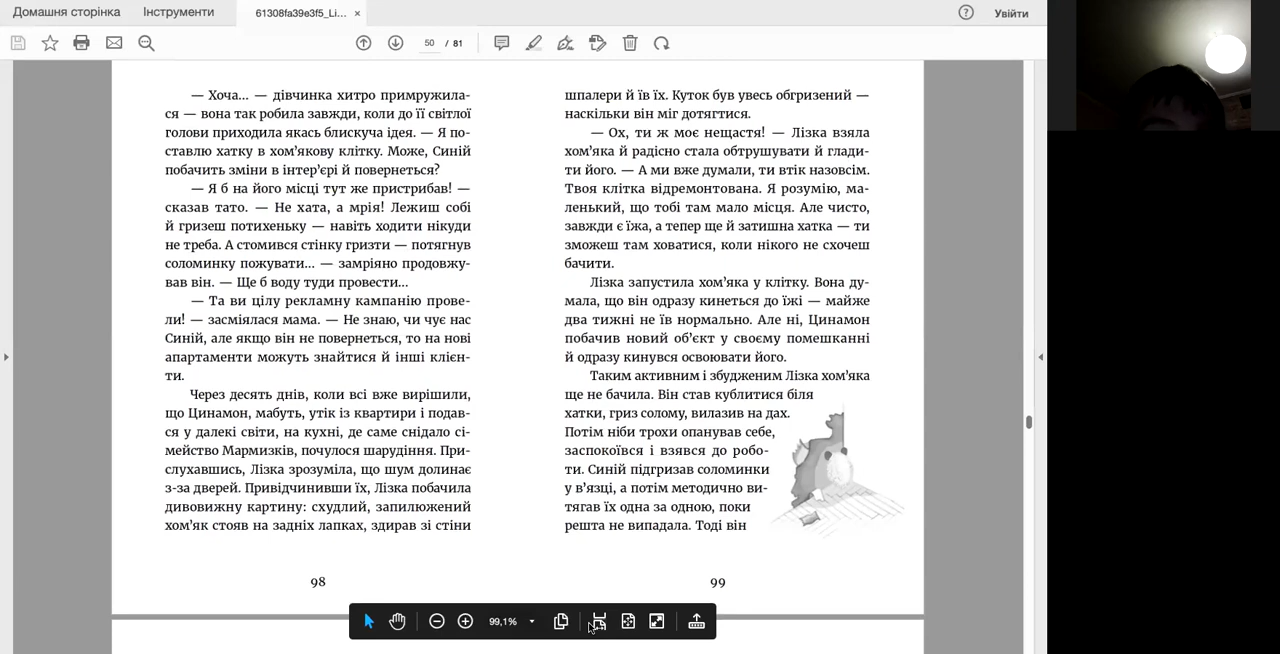 Домашня сторінка
Інструменти
61308fa39e3f5_Li...
×
?
Увійти
50 / 81
— Хоча... — дівчинка хитро примружила-
ся — вона так робила завжди, коли до її світлої
голови приходила якась блискуча ідея. — Я по-
ставлю хатку в хом’якову клітку. Може, Синій
побачить зміни в інтер’єрі й повернеться?
— Я б на його місці тут же пристрибав! —
сказав тато. — Не хата, а мрія! Лежиш собі
й гризеш потихеньку — навіть ходити нікуди
не треба. А стомився стінку гризти — потягнув
соломинку пожувати... — замріяно продовжу-
вав він. — Ще б воду туди провести...
— Та ви цілу рекламну кампанію прове-
ли! — засміялася мама. — Не знаю, чи чує нас
Синій, але якщо він не повернеться, то на нові
апартаменти можуть знайтися й інші клієн-
ти.
Через десять днів, коли всі вже вирішили,
що Цинамон, мабуть, утік із квартири і подав-
ся у далекі світи, на кухні, де саме снідало сі-
мейство Мармизків, почулося шарудіння. При-
слухавшись, Лізка зрозуміла, що шум долинає
з-за дверей. Привідчинивши їх, Лізка побачила
дивовижну картину: схудлий, запилюжений
хом’як стояв на задніх лапках, здирав зі стіни
98
шпалери й їв їх. Куток був увесь обгризений —
наскільки він міг дотягтися.
— Ох, ти ж моє нещастя! — Лізка взяла
хом’яка й радісно стала обтрушувати й глади-
ти його. — А ми вже думали, ти втік назовсім.
Твоя клітка відремонтована. Я розумію, ма-
ленький, що тобі там мало місця. Але чисто,
завжди є їжа, а тепер ще й затишна хатка — ти
зможеш там ховатися, коли нікого не схочеш
бачити.
Лізка запустила хом’яка у клітку. Вона ду-
мала, що він одразу кинеться до їжі — майже
два тижні не їв нормально. Але ні, Цинамон
побачив новий об’єкт у своєму помешканні
й одразу кинувся освоювати його.
Таким активним і збудженим Лізка хом’яка
ще не бачила. Він став кублитися біля
хатки, гриз солому, вилазив на дах.
Потім ніби трохи опанував себе,
заспокоївся і взявся до робо-
ти. Синій підгризав соломинки
у в’язці, а потім методично ви-
тягав їх одна за одною, поки
решта не випадала. Тоді він
99
99,1%